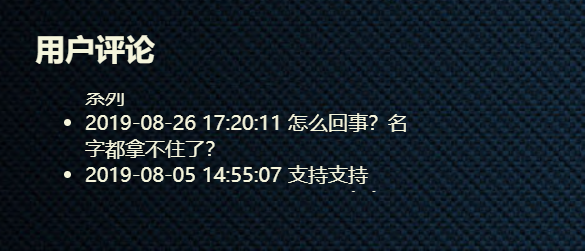 用户评论
系列
2019-08-26 17:20:11 怎么回事？名
字都拿不住了？
2019-08-05 14:55:07 支持支持